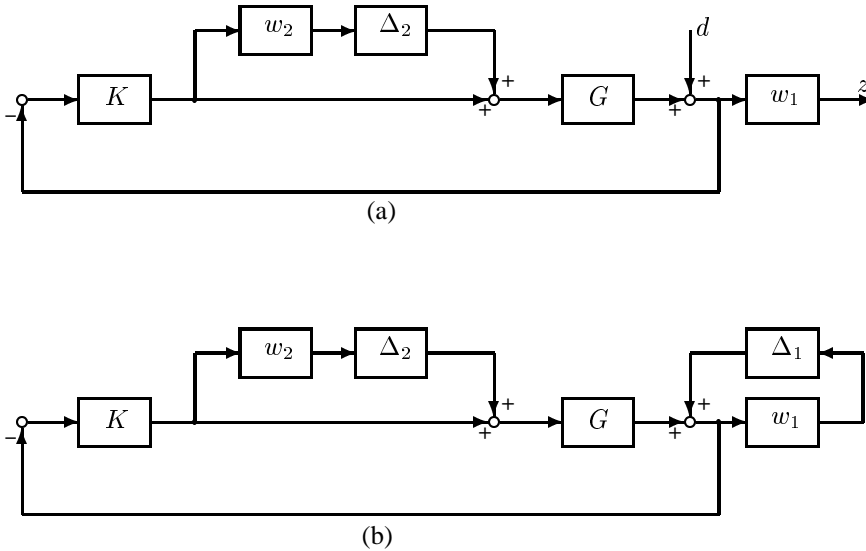 w₂ Δ₂ d
− K + + G + + w₁ z
(a)
w₂ Δ₂ Δ₁
− K + + G + + w₁
(b)